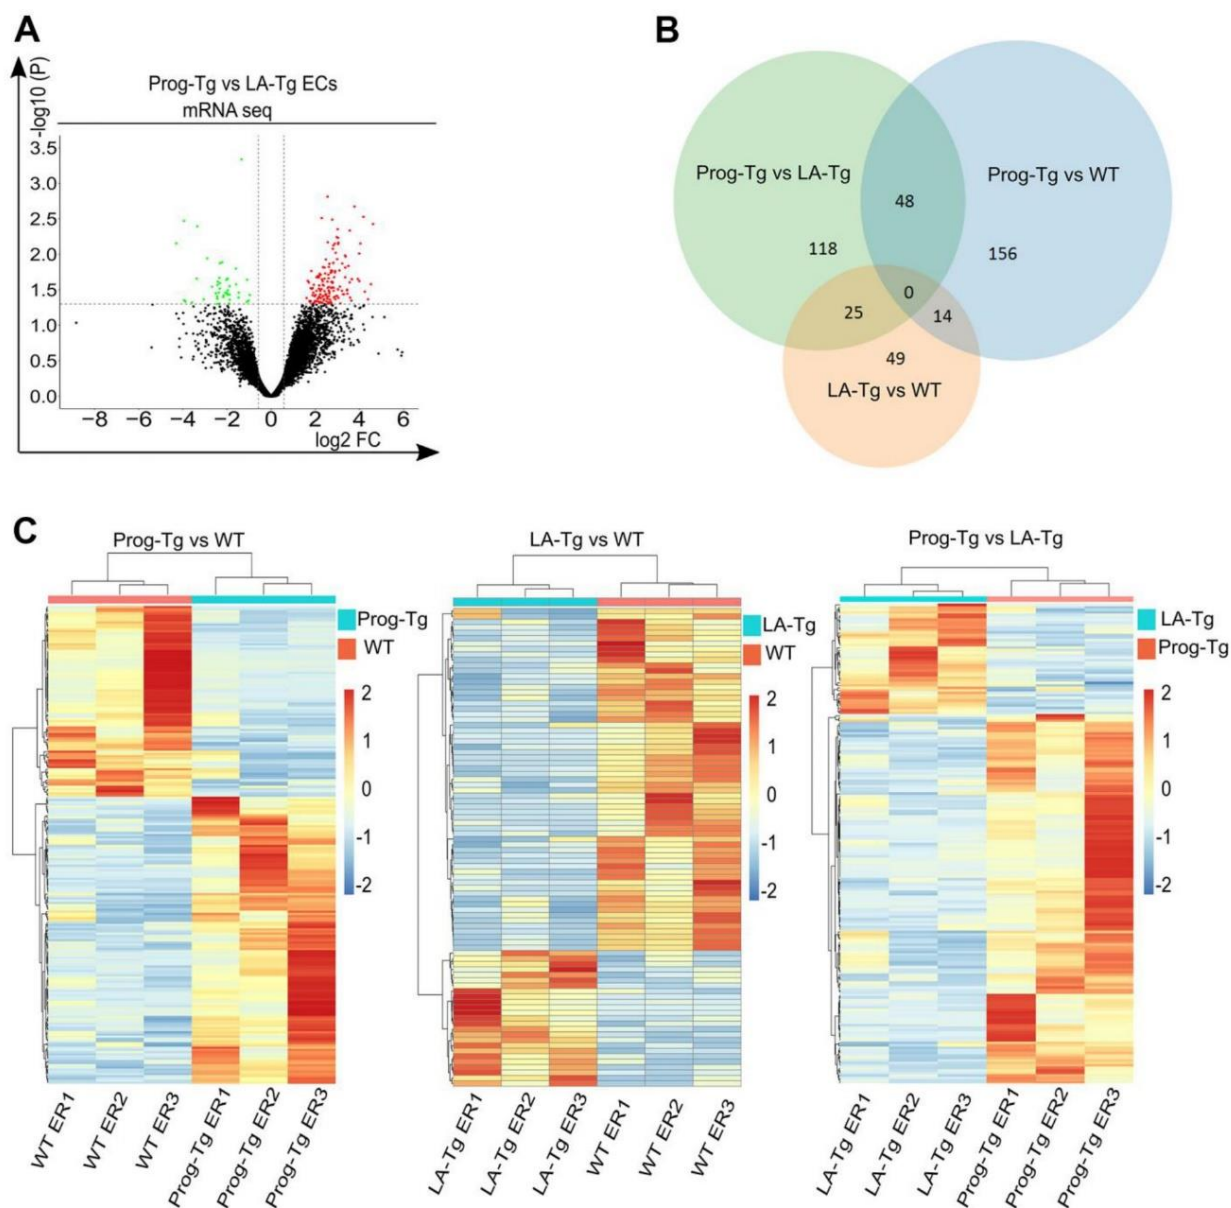 A
-log10 (P)
Prog-Tg vs LA-Tg ECs
mRNA seq
3.5
3.0
2.5
2.0
1.5
1.0
0.5
0.0
−8 −6 −4 −2 0 2 4 6
log2 FC
B
Prog-Tg vs LA-Tg
Prog-Tg vs WT
48
118
156
0
25
14
49
LA-Tg vs WT
C
Prog-Tg vs WT
Prog-Tg
WT
2
1
0
-1
-2
WT ER1
WT ER2
WT ER3
Prog-Tg ER1
Prog-Tg ER2
Prog-Tg ER3
LA-Tg vs WT
LA-Tg
WT
2
1
0
-1
-2
LA-Tg ER1
LA-Tg ER2
LA-Tg ER3
WT ER1
WT ER2
WT ER3
Prog-Tg vs LA-Tg
LA-Tg
Prog-Tg
2
1
0
-1
-2
LA-Tg ER1
LA-Tg ER2
LA-Tg ER3
Prog-Tg ER1
Prog-Tg ER2
Prog-Tg ER3